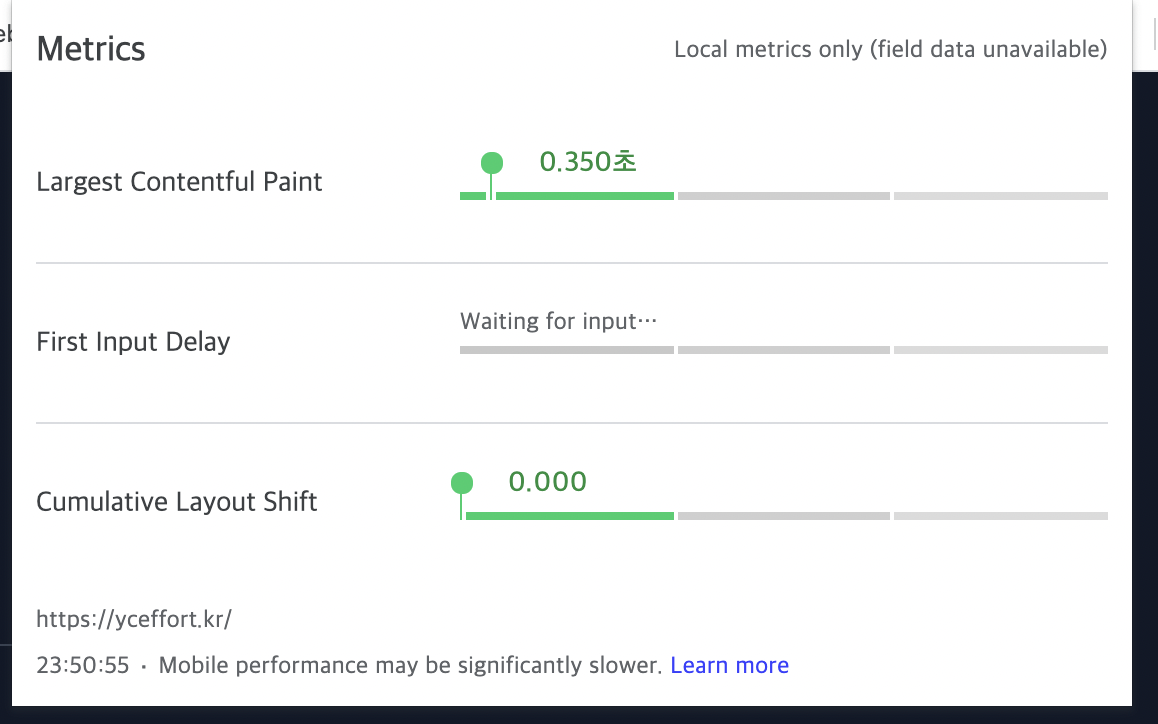 Metrics
Local metrics only (field data unavailable)
0.350초
Largest Contentful Paint
Waiting for input…
First Input Delay
0.000
Cumulative Layout Shift
https://yceffort.kr/
23:50:55 · Mobile performance may be significantly slower. Learn more